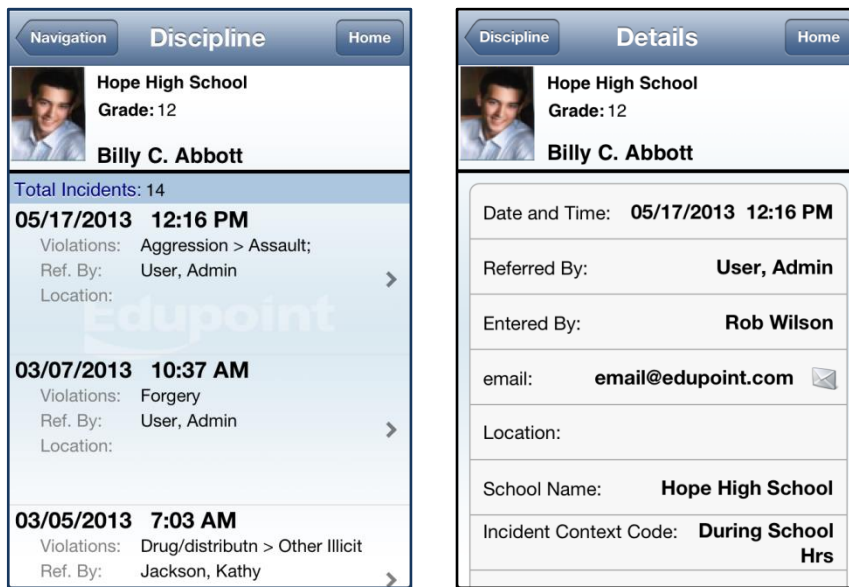 Navigation
Discipline
Home
Hope High School
Grade: 12
Billy C. Abbott
Total Incidents: 14
05/17/2013 12:16 PM
Violations: Aggression > Assault;
Ref. By: User, Admin
Location:
Edupoint
03/07/2013 10:37 AM
Violations: Forgery
Ref. By: User, Admin
Location:
03/05/2013 7:03 AM
Violations: Drug/distributn > Other Illicit
Ref. By: Jackson, Kathy
Discipline
Details
Home
Hope High School
Grade: 12
Billy C. Abbott
Date and Time: 05/17/2013 12:16 PM
Referred By: User, Admin
Entered By: Rob Wilson
email: email@edupoint.com
Location:
School Name: Hope High School
Incident Context Code: During School
Hrs